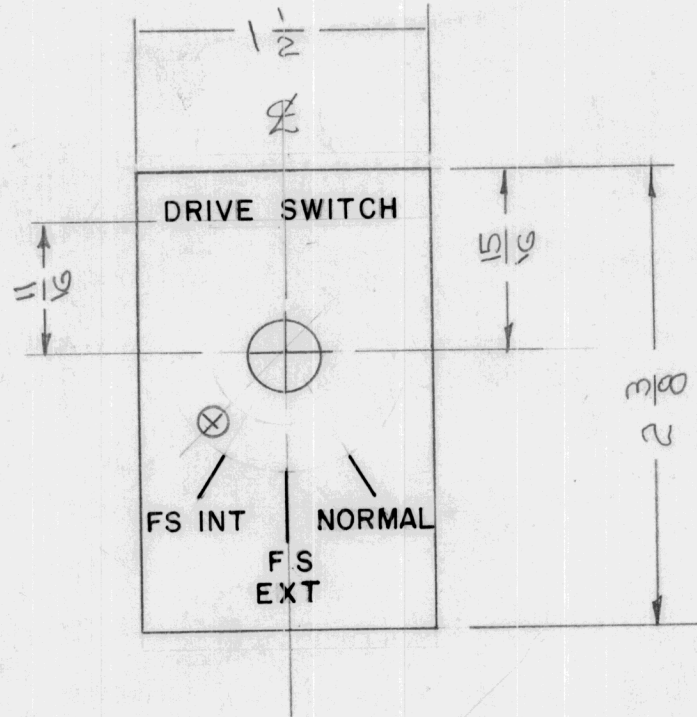 1 1/2
DRIVE SWITCH
11/16
15/16
2 3/8
FS INT
NORMAL
FS
EXT